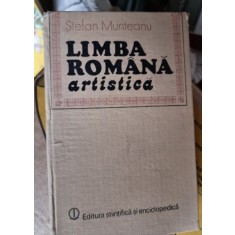 Ștefan Munteanu
LIMBA
ROMÂNĂ
artistică
Editura științifică și enciclopedică